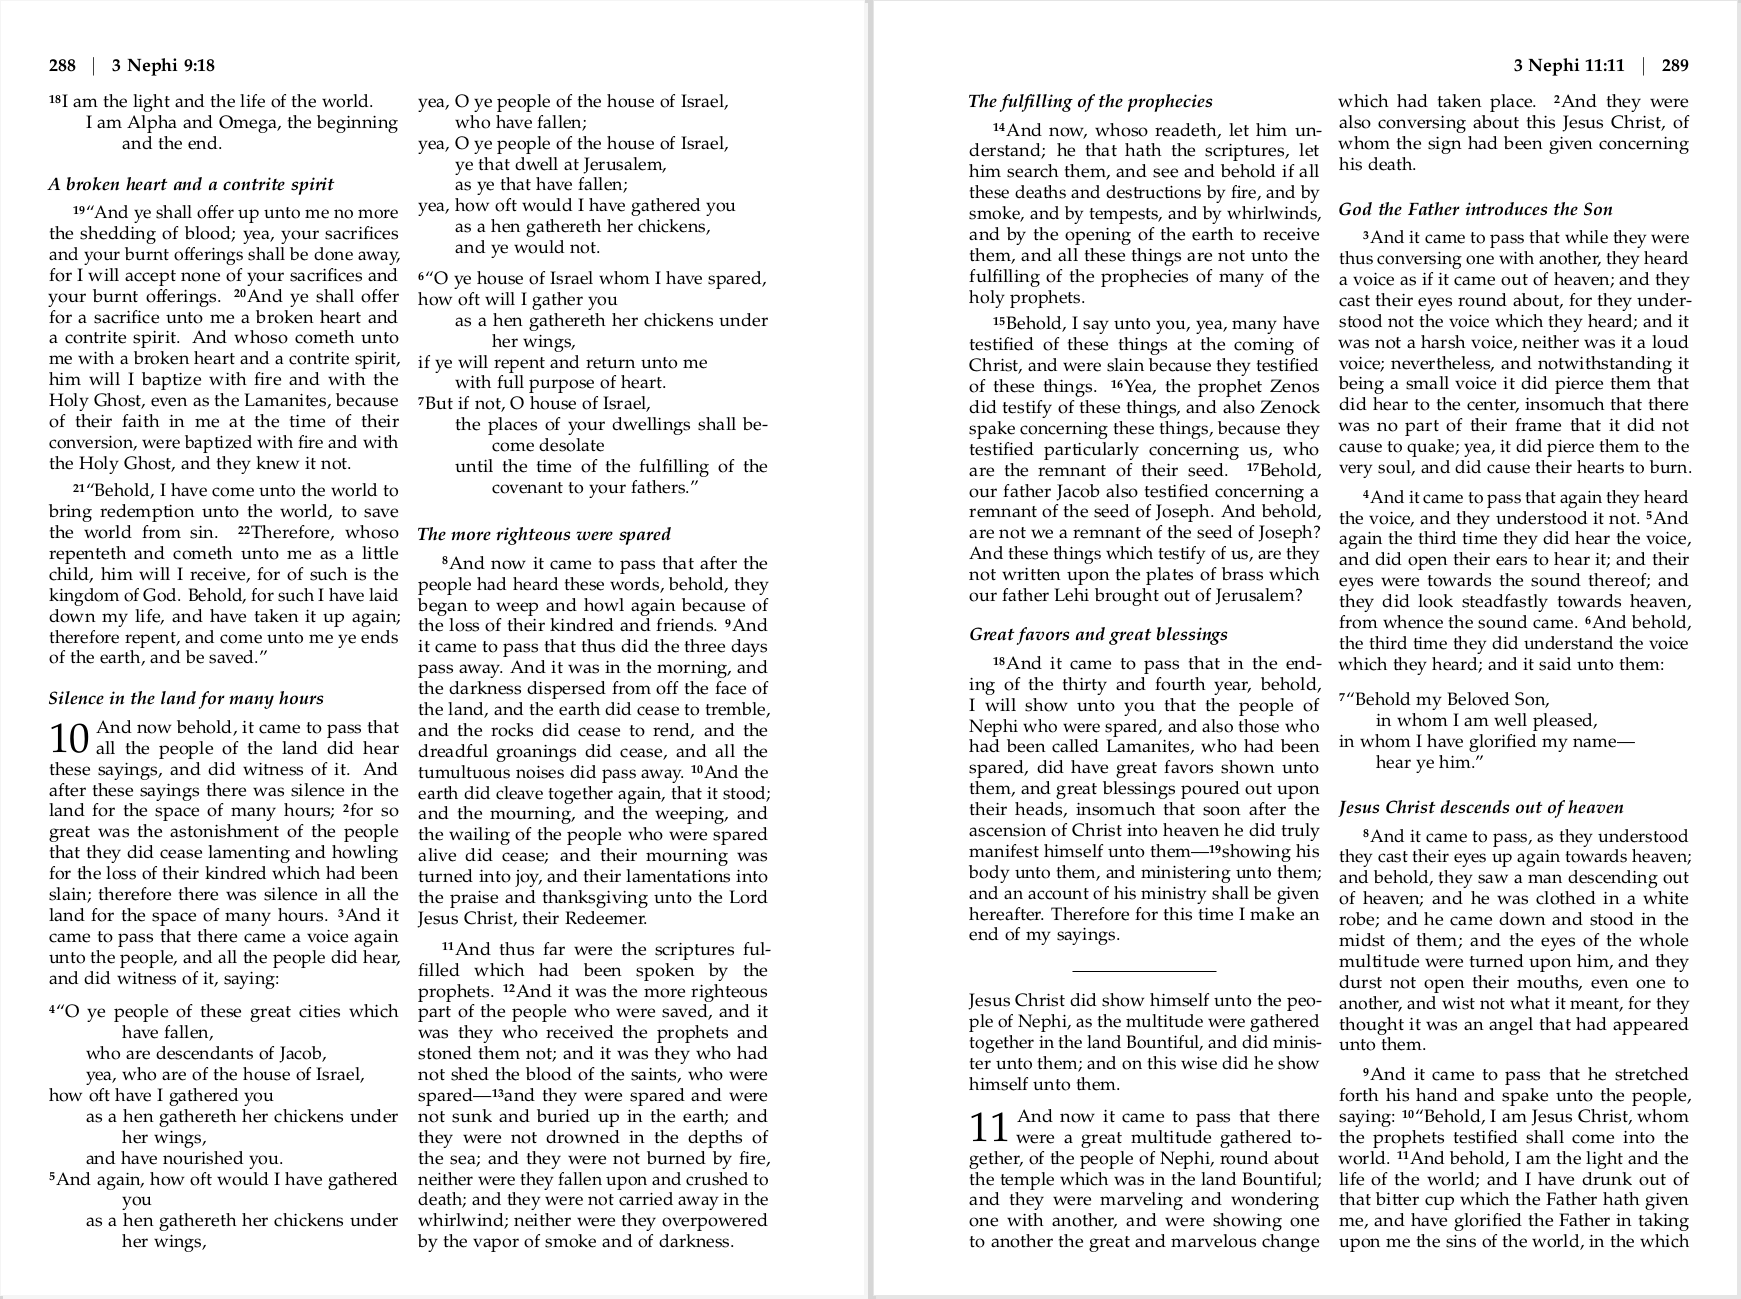 288 | 3 Nephi 9:18
¹⁸I am the light and the life of the world.
I am Alpha and Omega, the beginning
and the end.
A broken heart and a contrite spirit
¹⁹“And ye shall offer up unto me no more
the shedding of blood; yea, your sacrifices
and your burnt offerings shall be done away,
for I will accept none of your sacrifices and
your burnt offerings. ²⁰And ye shall offer
for a sacrifice unto me a broken heart and
a contrite spirit. And whoso cometh unto
me with a broken heart and a contrite spirit,
him will I baptize with fire and with the
Holy Ghost, even as the Lamanites, because
of their faith in me at the time of their
conversion, were baptized with fire and with
the Holy Ghost, and they knew it not.
²¹“Behold, I have come unto the world to
bring redemption unto the world, to save
the world from sin. ²²Therefore, whoso
repenteth and cometh unto me as a little
child, him will I receive, for of such is the
kingdom of God. Behold, for such I have laid
down my life, and have taken it up again;
therefore repent, and come unto me ye ends
of the earth, and be saved.”
Silence in the land for many hours
10 And now behold, it came to pass that
all the people of the land did hear
these sayings, and did witness of it. And
after these sayings there was silence in the
land for the space of many hours; ²for so
great was the astonishment of the people
that they did cease lamenting and howling
for the loss of their kindred which had been
slain; therefore there was silence in all the
land for the space of many hours. ³And it
came to pass that there came a voice again
unto the people, and all the people did hear,
and did witness of it, saying:
⁴“O ye people of these great cities which
have fallen,
who are descendants of Jacob,
yea, who are of the house of Israel,
how oft have I gathered you
as a hen gathereth her chickens under
her wings,
and have nourished you.
⁵And again, how oft would I have gathered
you
as a hen gathereth her chickens under
her wings,
yea, O ye people of the house of Israel,
who have fallen;
yea, O ye people of the house of Israel,
ye that dwell at Jerusalem,
as ye that have fallen;
yea, how oft would I have gathered you
as a hen gathereth her chickens,
and ye would not.
⁶“O ye house of Israel whom I have spared,
how oft will I gather you
as a hen gathereth her chickens under
her wings,
if ye will repent and return unto me
with full purpose of heart.
⁷But if not, O house of Israel,
the places of your dwellings shall be-
come desolate
until the time of the fulfilling of the
covenant to your fathers.”
The more righteous were spared
⁸And now it came to pass that after the
people had heard these words, behold, they
began to weep and howl again because of
the loss of their kindred and friends. ⁹And
it came to pass that thus did the three days
pass away. And it was in the morning, and
the darkness dispersed from off the face of
the land, and the earth did cease to tremble,
and the rocks did cease to rend, and the
dreadful groanings did cease, and all the
tumultuous noises did pass away. ¹⁰And the
earth did cleave together again, that it stood;
and the mourning, and the weeping, and
the wailing of the people who were spared
alive did cease; and their mourning was
turned into joy, and their lamentations into
the praise and thanksgiving unto the Lord
Jesus Christ, their Redeemer.
¹¹And thus far were the scriptures ful-
filled which had been spoken by the
prophets. ¹²And it was the more righteous
part of the people who were saved, and it
was they who received the prophets and
stoned them not; and it was they who had
not shed the blood of the saints, who were
spared—¹³and they were spared and were
not sunk and buried up in the earth; and
they were not drowned in the depths of
the sea; and they were not burned by fire,
neither were they fallen upon and crushed to
death; and they were not carried away in the
whirlwind; neither were they overpowered
by the vapor of smoke and of darkness.
3 Nephi 11:11 | 289
The fulfilling of the prophecies
¹⁴And now, whoso readeth, let him un-
derstand; he that hath the scriptures, let
him search them, and see and behold if all
these deaths and destructions by fire, and by
smoke, and by tempests, and by whirlwinds,
and by the opening of the earth to receive
them, and all these things are not unto the
fulfilling of the prophecies of many of the
holy prophets.
¹⁵Behold, I say unto you, yea, many have
testified of these things at the coming of
Christ, and were slain because they testified
of these things. ¹⁶Yea, the prophet Zenos
did testify of these things, and also Zenock
spake concerning these things, because they
testified particularly concerning us, who
are the remnant of their seed. ¹⁷Behold,
our father Jacob also testified concerning a
remnant of the seed of Joseph. And behold,
are not we a remnant of the seed of Joseph?
And these things which testify of us, are they
not written upon the plates of brass which
our father Lehi brought out of Jerusalem?
Great favors and great blessings
¹⁸And it came to pass that in the end-
ing of the thirty and fourth year, behold,
I will show unto you that the people of
Nephi who were spared, and also those who
had been called Lamanites, who had been
spared, did have great favors shown unto
them, and great blessings poured out upon
their heads, insomuch that soon after the
ascension of Christ into heaven he did truly
manifest himself unto them—¹⁹showing his
body unto them, and ministering unto them;
and an account of his ministry shall be given
hereafter. Therefore for this time I make an
end of my sayings.
Jesus Christ did show himself unto the peo-
ple of Nephi, as the multitude were gathered
together in the land Bountiful, and did minis-
ter unto them; and on this wise did he show
himself unto them.
11 And now it came to pass that there
were a great multitude gathered to-
gether, of the people of Nephi, round about
the temple which was in the land Bountiful;
and they were marveling and wondering
one with another, and were showing one
to another the great and marvelous change
which had taken place. ²And they were
also conversing about this Jesus Christ, of
whom the sign had been given concerning
his death.
God the Father introduces the Son
³And it came to pass that while they were
thus conversing one with another, they heard
a voice as if it came out of heaven; and they
cast their eyes round about, for they under-
stood not the voice which they heard; and it
was not a harsh voice, neither was it a loud
voice; nevertheless, and notwithstanding it
being a small voice it did pierce them that
did hear to the center, insomuch that there
was no part of their frame that it did not
cause to quake; yea, it did pierce them to the
very soul, and did cause their hearts to burn.
⁴And it came to pass that again they heard
the voice, and they understood it not. ⁵And
again the third time they did hear the voice,
and did open their ears to hear it; and their
eyes were towards the sound thereof; and
they did look steadfastly towards heaven,
from whence the sound came. ⁶And behold,
the third time they did understand the voice
which they heard; and it said unto them:
⁷“Behold my Beloved Son,
in whom I am well pleased,
in whom I have glorified my name—
hear ye him.”
Jesus Christ descends out of heaven
⁸And it came to pass, as they understood
they cast their eyes up again towards heaven;
and behold, they saw a man descending out
of heaven; and he was clothed in a white
robe; and he came down and stood in the
midst of them; and the eyes of the whole
multitude were turned upon him, and they
durst not open their mouths, even one to
another, and wist not what it meant, for they
thought it was an angel that had appeared
unto them.
⁹And it came to pass that he stretched
forth his hand and spake unto the people,
saying: ¹⁰“Behold, I am Jesus Christ, whom
the prophets testified shall come into the
world. ¹¹And behold, I am the light and the
life of the world; and I have drunk out of
that bitter cup which the Father hath given
me, and have glorified the Father in taking
upon me the sins of the world, in the which